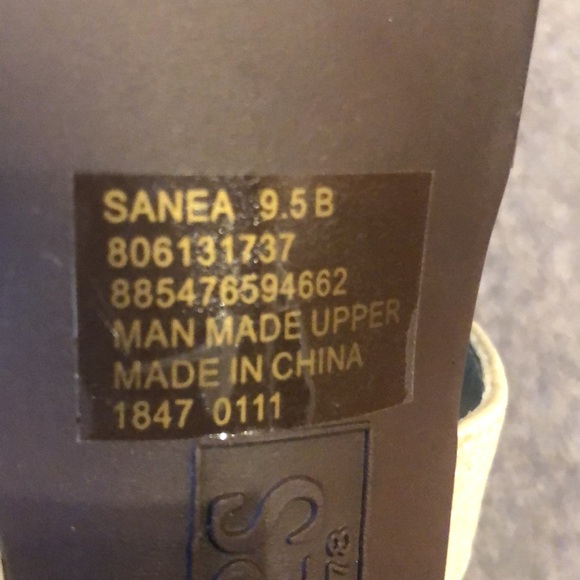 SANEA 9.5 B
806131737
885476594662
MAN MADE UPPER
MADE IN CHINA
1847 0111